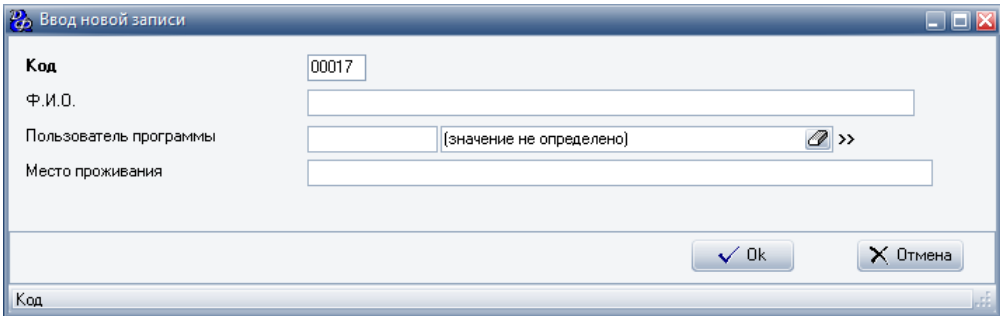 Ввод новой записи
Код 00017
Ф.И.О.
Пользователь программы (значение не определено) >>
Место проживания
Ok Отмена
Код